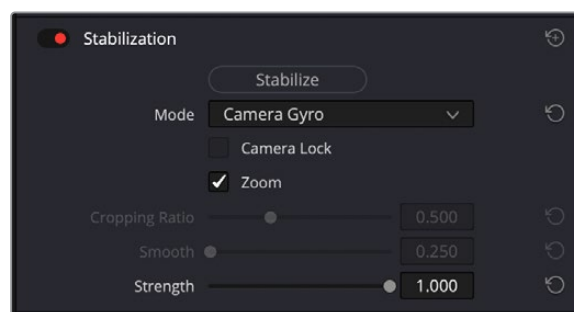 Stabilization
Stabilize
Mode Camera Gyro
Camera Lock
Zoom
Cropping Ratio 0.500
Smooth 0.250
Strength 1.000